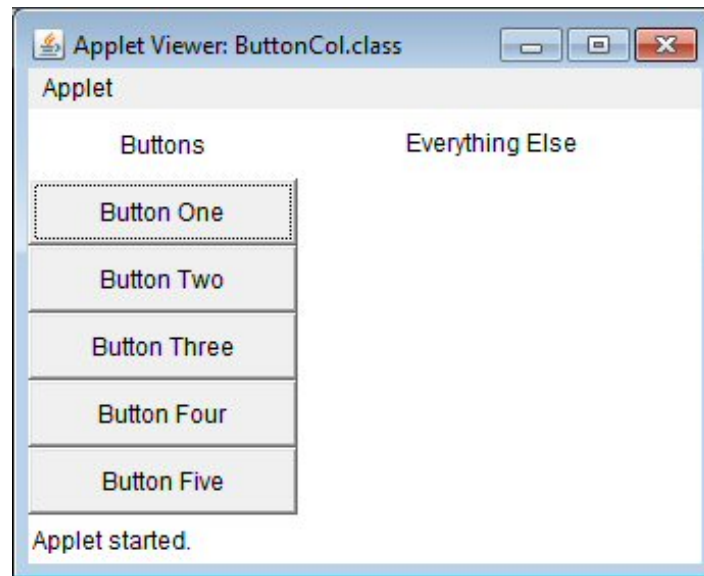 Applet Viewer: ButtonCol.class
Applet
Buttons Everything Else
Button One
Button Two
Button Three
Button Four
Button Five
Applet started.